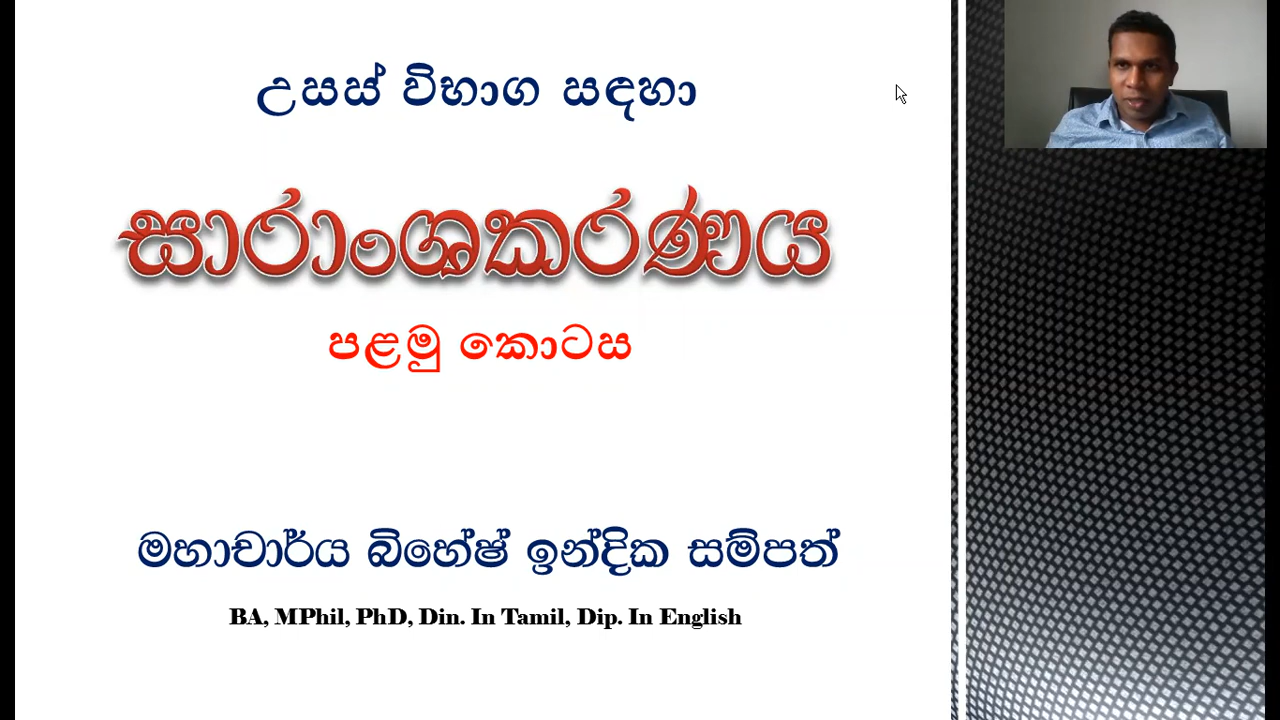 උසස් විභාග සඳහා
සාරාංශකරණය
පළමු කොටස
මහාචාර්ය බිහේෂ් ඉන්දික සම්පත්
BA, MPhil, PhD, Din. In Tamil, Dip. In English